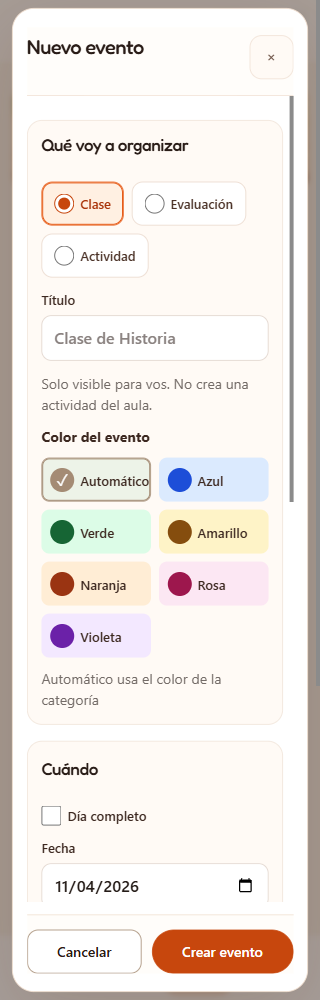 Nuevo evento
×
Qué voy a organizar
Clase
Evaluación
Actividad
Título
Clase de Historia
Solo visible para vos. No crea una
actividad del aula.
Color del evento
Automático
Azul
Verde
Amarillo
Naranja
Rosa
Violeta
Automático usa el color de la
categoría
Cuándo
Día completo
Fecha
11/04/2026
Cancelar
Crear evento